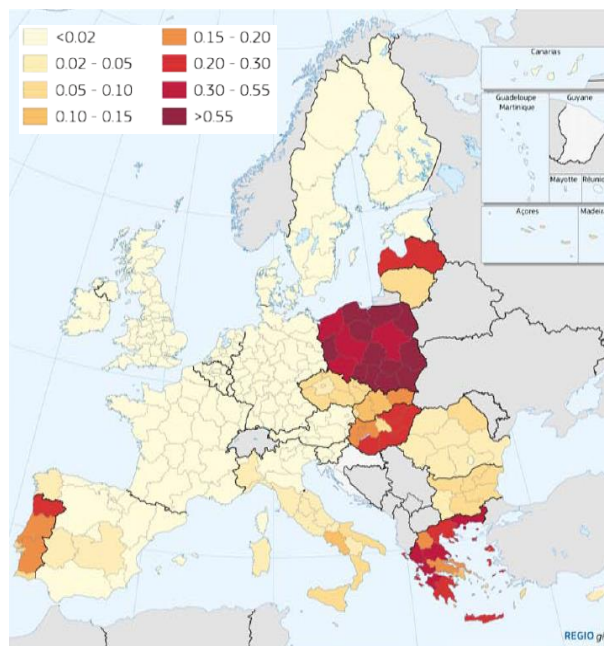 <0.02
0.02 - 0.05
0.05 - 0.10
0.10 - 0.15
0.15 - 0.20
0.20 - 0.30
0.30 - 0.55
>0.55
Canarias
Guadeloupe
Martinique
Guyane
Mayotte
Açores
REGIO